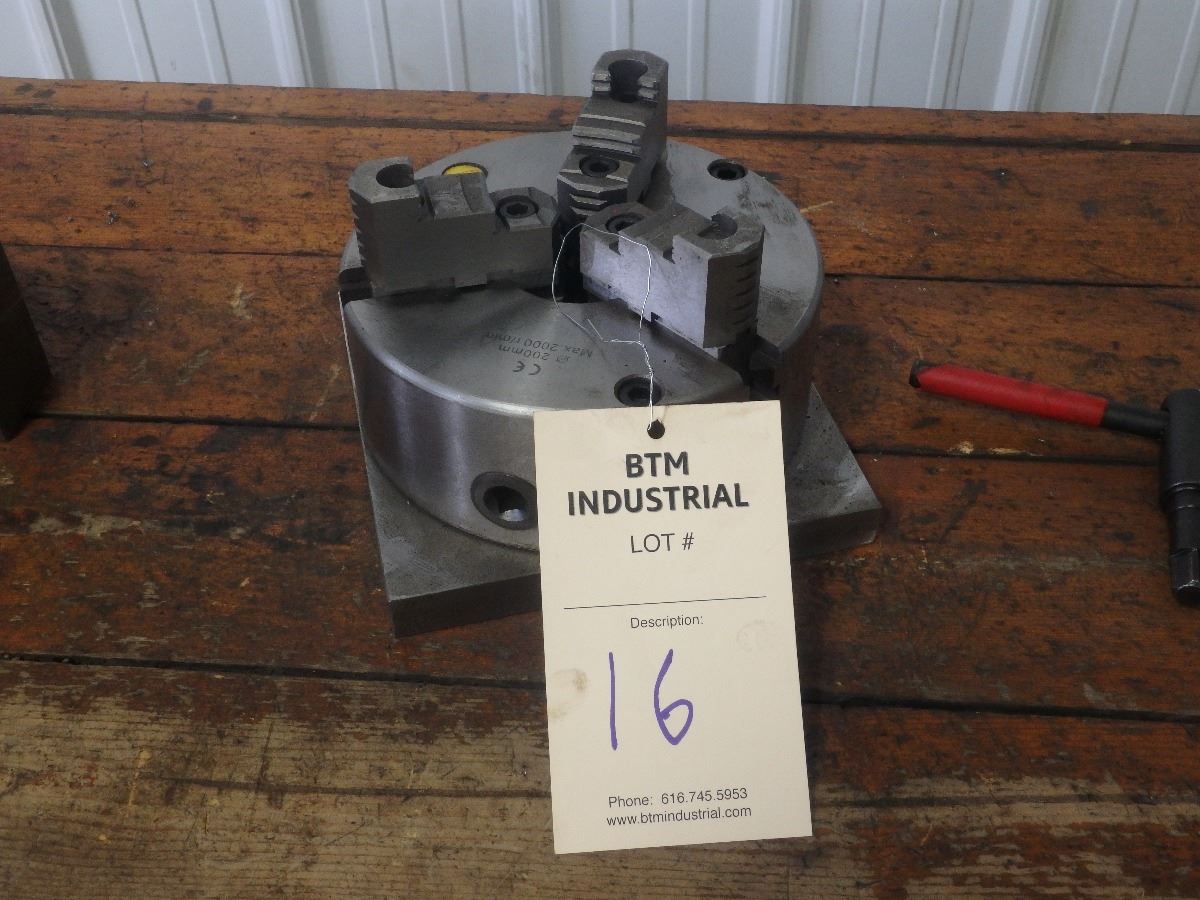 CE
Ø 200mm
Max 2000 r/min
BTM
INDUSTRIAL
LOT #
Description:
16
Phone: 616.745.5953
www.btmindustrial.com